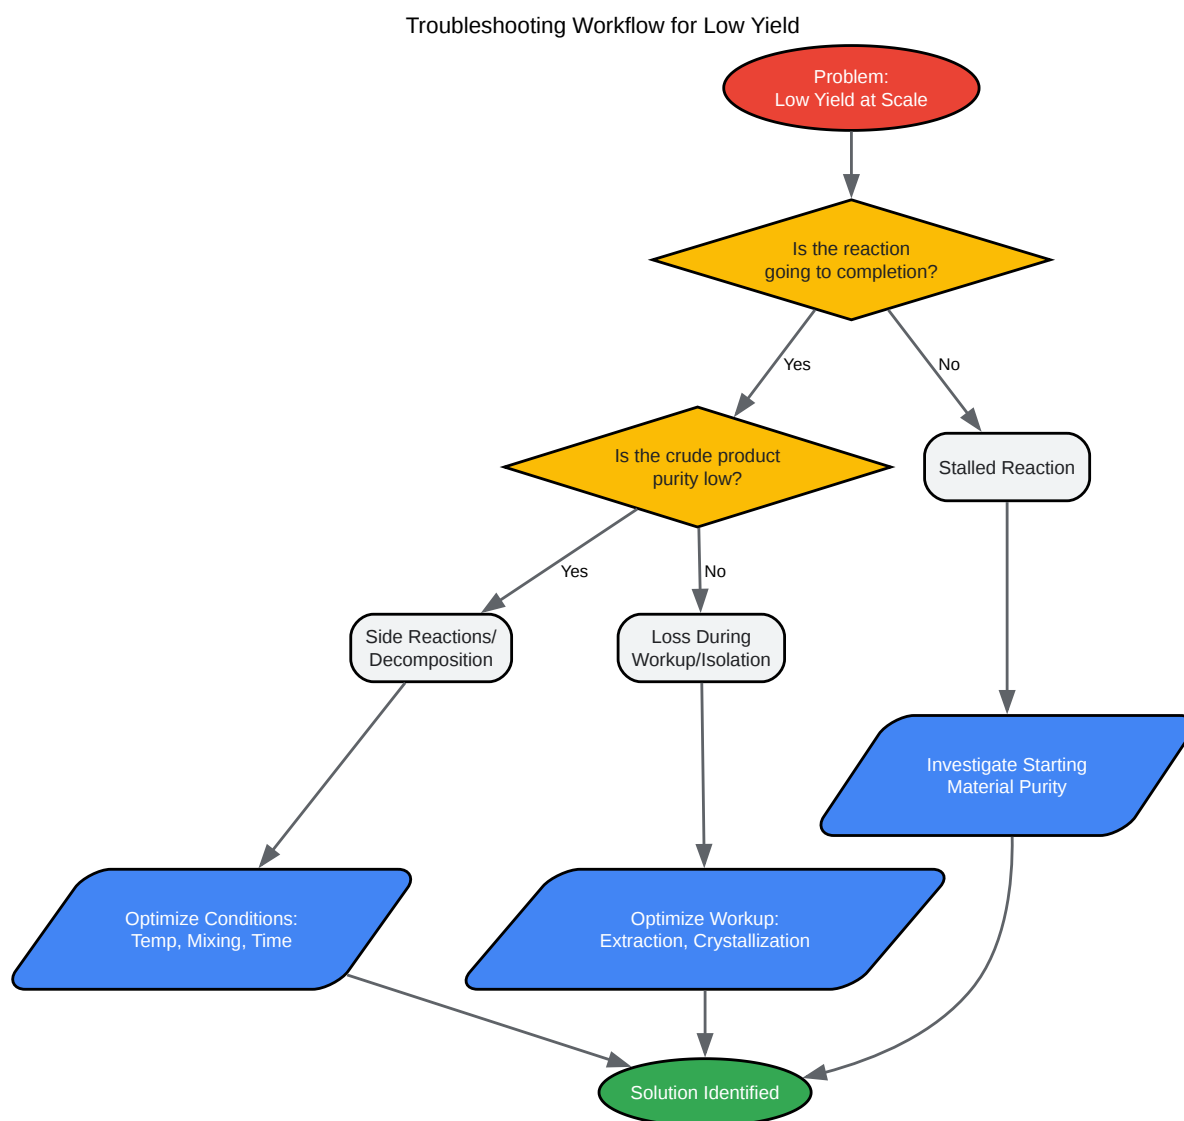 Troubleshooting Workflow for Low Yield
Problem:
Low Yield at Scale
Is the reaction
going to completion?
Yes
No
Is the crude product
purity low?
Stalled Reaction
Yes
No
Side Reactions/
Decomposition
Loss During
Workup/Isolation
Investigate Starting
Material Purity
Optimize Conditions:
Temp, Mixing, Time
Optimize Workup:
Extraction, Crystallization
Solution Identified